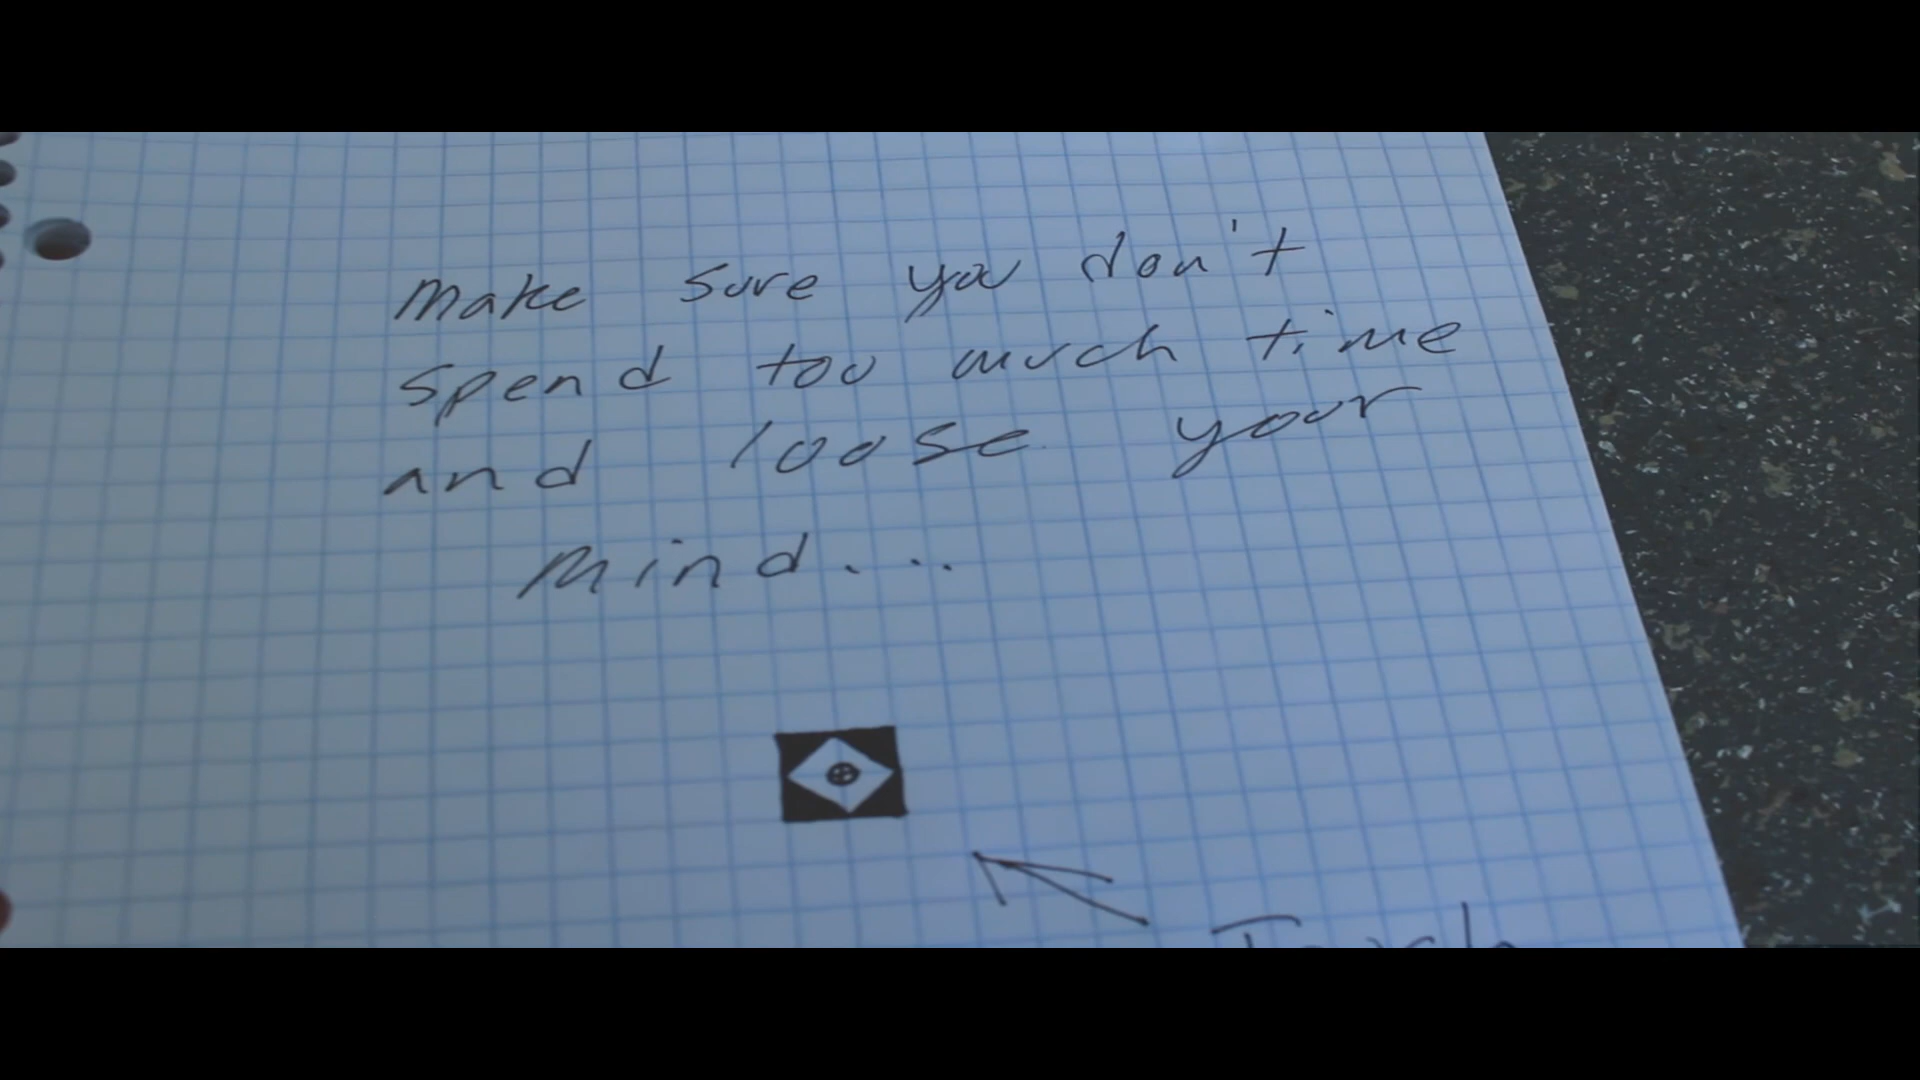 Make sure you don't
spend too much time
and loose your
mind...